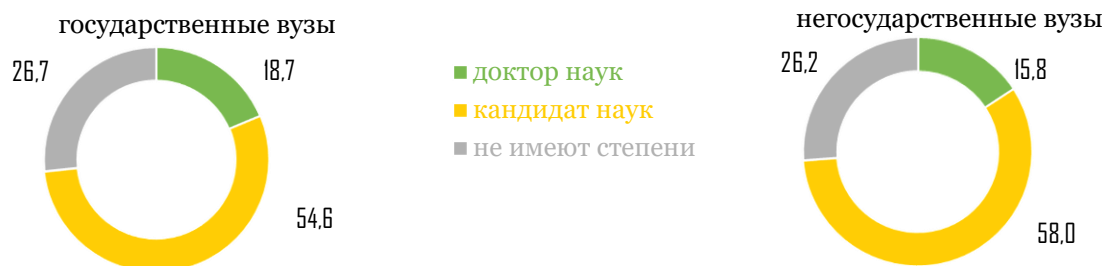 государственные вузы
26,7
18,7
54,6
доктор наук
кандидат наук
не имеют степени
негосударственные вузы
26,2
15,8
58,0